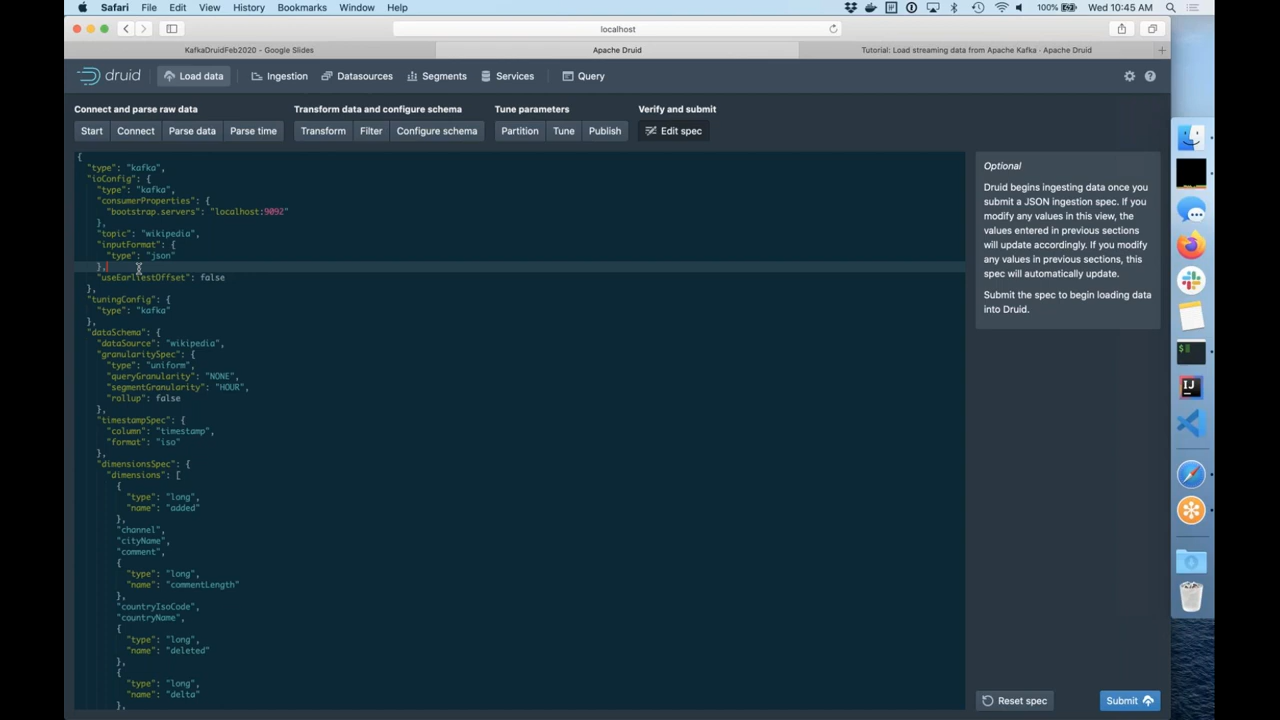 Safari File Edit View History Bookmarks Window Help
100% Wed 10:45 AM
localhost
KafkaDruidFeb2020 - Google Slides
Apache Druid
Tutorial: Load streaming data from Apache Kafka · Apache Druid
druid Load data Ingestion Datasources Segments Services Query
Connect and parse raw data
Transform data and configure schema
Tune parameters
Verify and submit
Start Connect Parse data Parse time Transform Filter Configure schema Partition Tune Publish Edit spec
{
"type": "kafka",
"ioConfig": {
"type": "kafka",
"consumerProperties": {
"bootstrap.servers": "localhost:9092"
},
"topic": "wikipedia",
"inputFormat": {
"type": "json"
},
"useEarliestOffset": false
},
"tuningConfig": {
"type": "kafka"
},
"dataSchema": {
"dataSource": "wikipedia",
"granularitySpec": {
"type": "uniform",
"queryGranularity": "NONE",
"segmentGranularity": "HOUR",
"rollup": false
},
"timestampSpec": {
"column": "timestamp",
"format": "iso"
},
"dimensionsSpec": {
"dimensions": [
{
"type": "long",
"name": "added"
},
"channel",
"cityName",
"comment",
{
"type": "long",
"name": "commentLength"
},
"countryIsoCode",
"countryName",
{
"type": "long",
"name": "deleted"
},
{
"type": "long",
"name": "delta"
},
Optional
Druid begins ingesting data once you
submit a JSON ingestion spec. If you
modify any values in this view, the
values entered in previous sections
will update accordingly. If you modify
any values in previous sections, this
spec will automatically update.
Submit the spec to begin loading data
into Druid.
Reset spec
Submit
IJ
$